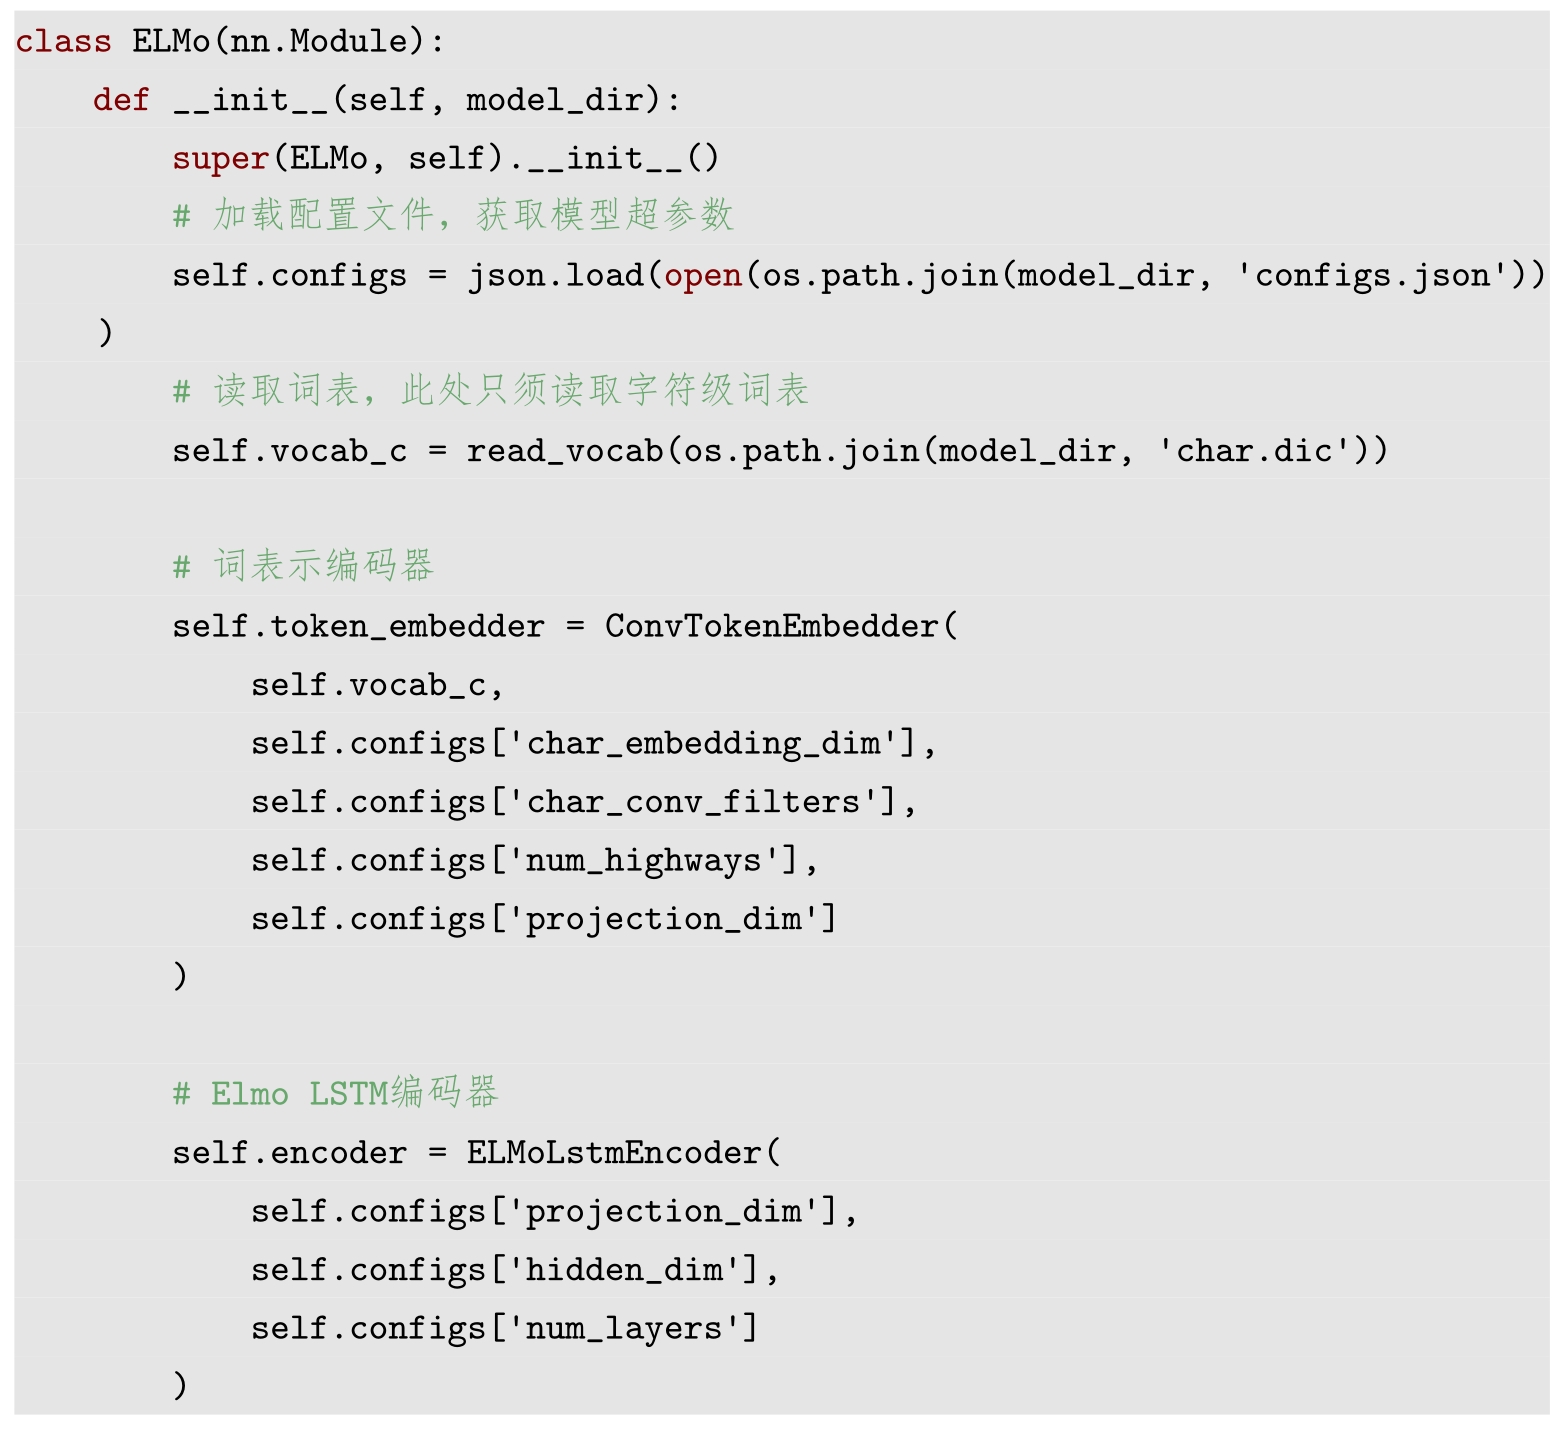 class ELMo(nn.Module):
    def __init__(self, model_dir):
        super(ELMo, self).__init__()
        # 加载配置文件，获取模型超参数
        self.configs = json.load(open(os.path.join(model_dir, 'configs.json'))
    )
        # 读取词表，此处只须读取字符级词表
        self.vocab_c = read_vocab(os.path.join(model_dir, 'char.dic'))

        # 词表示编码器
        self.token_embedder = ConvTokenEmbedder(
            self.vocab_c,
            self.configs['char_embedding_dim'],
            self.configs['char_conv_filters'],
            self.configs['num_highways'],
            self.configs['projection_dim']
        )

        # Elmo LSTM编码器
        self.encoder = ELMoLstmEncoder(
            self.configs['projection_dim'],
            self.configs['hidden_dim'],
            self.configs['num_layers']
        )